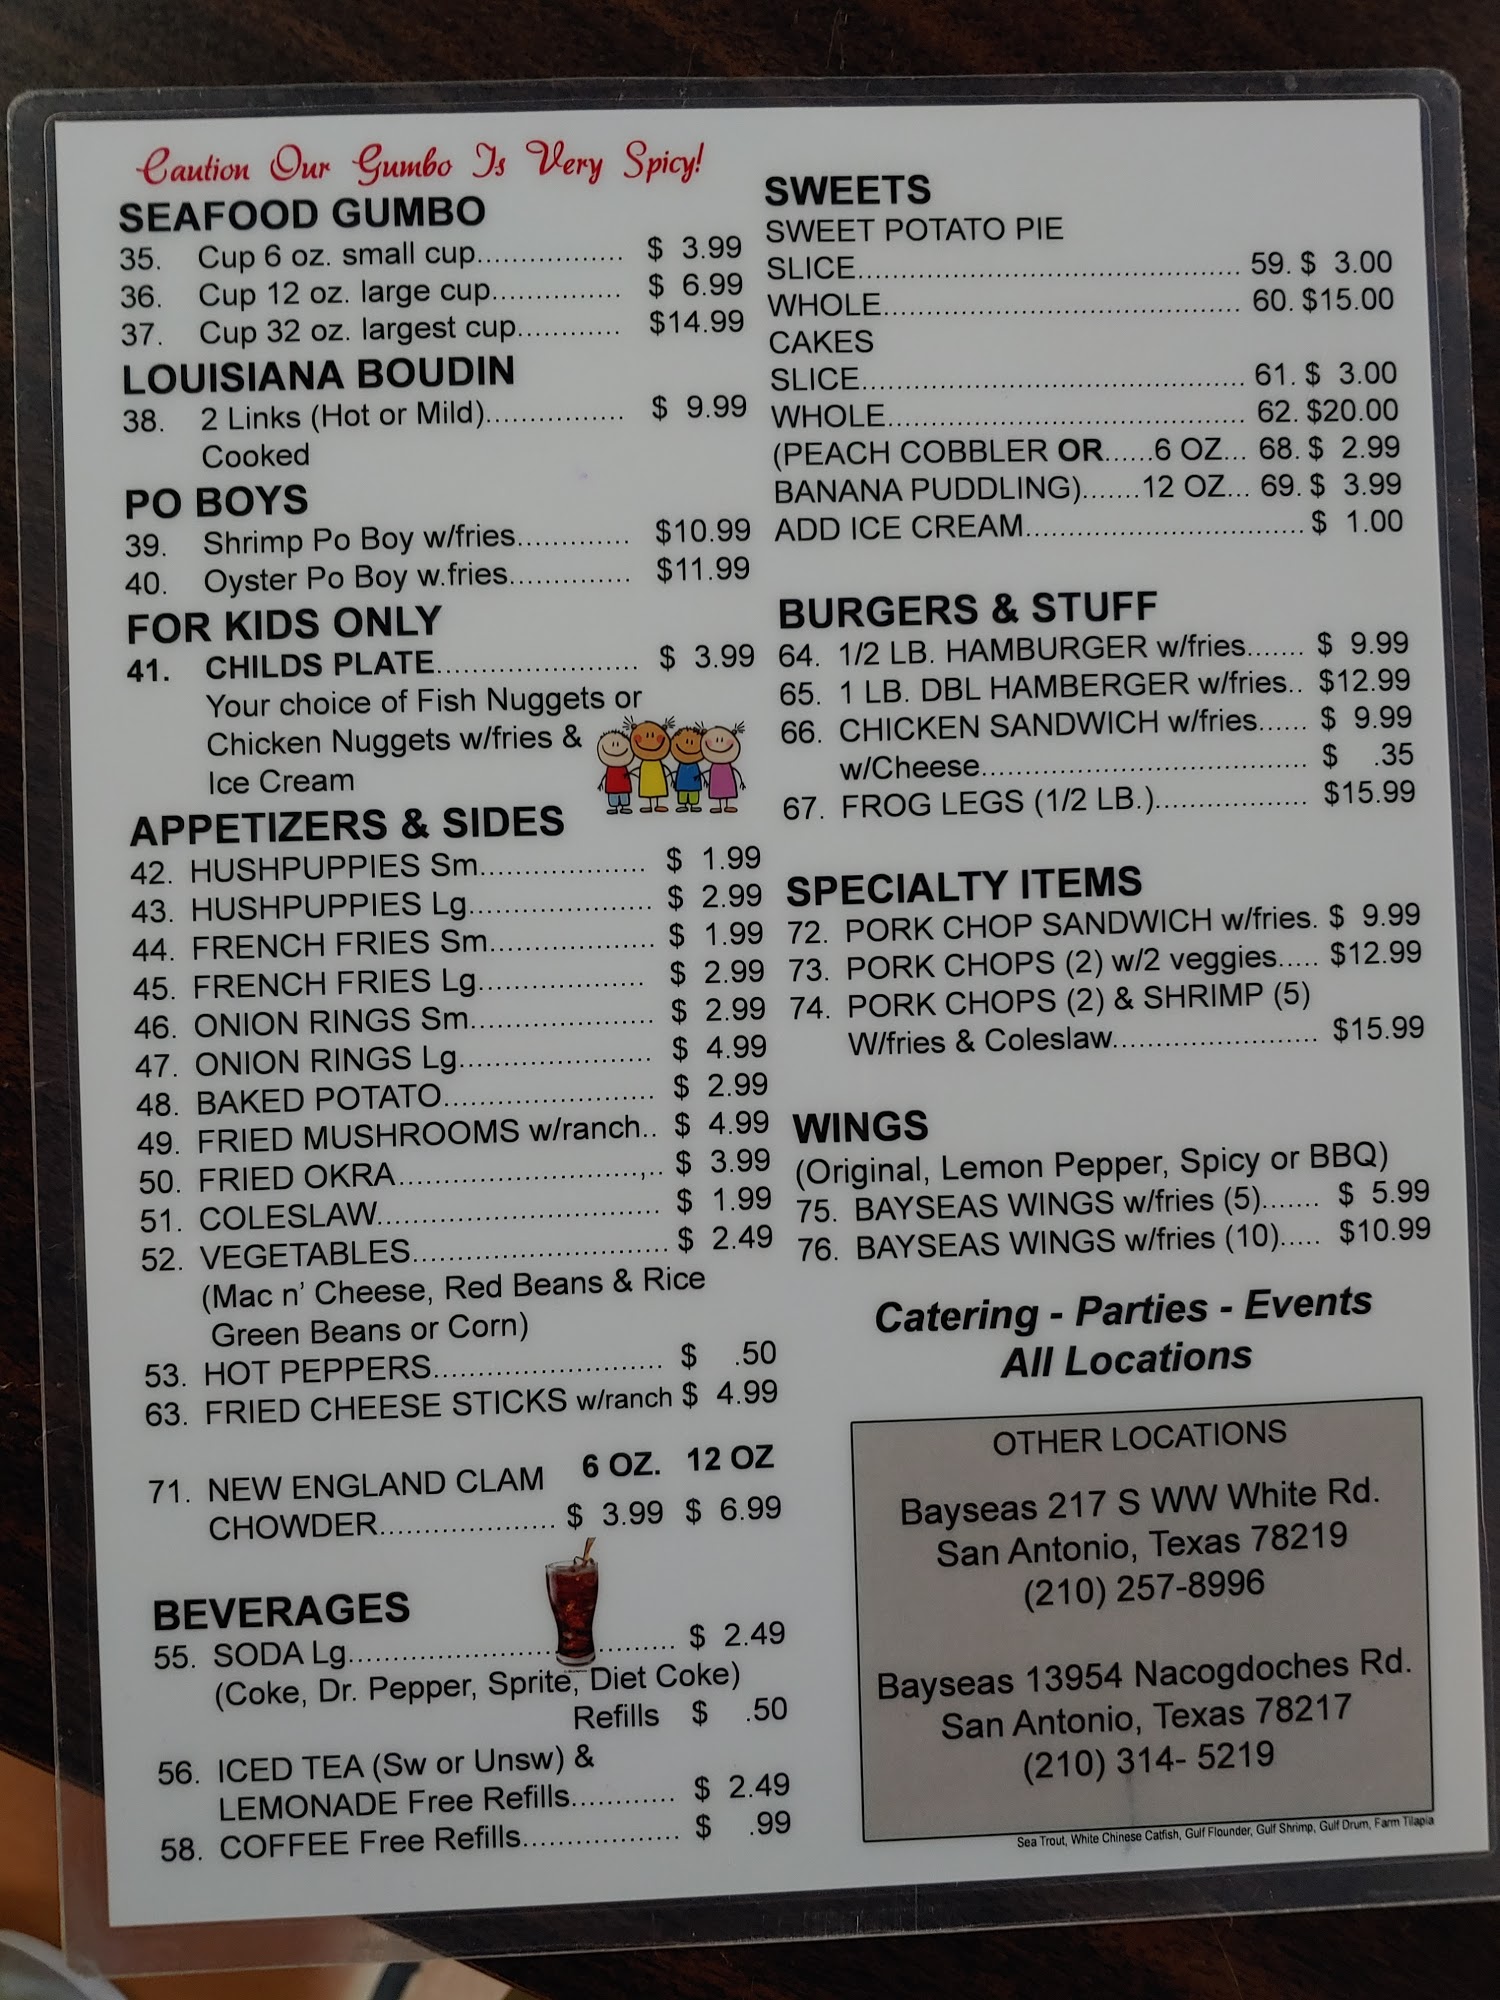 Caution Our Gumbo Is Very Spicy!
SEAFOOD GUMBO
35. Cup 6 oz. small cup................. $ 3.99
36. Cup 12 oz. large cup............... $ 6.99
37. Cup 32 oz. largest cup............ $14.99
LOUISIANA BOUDIN
38. 2 Links (Hot or Mild)................ $ 9.99
Cooked
PO BOYS
39. Shrimp Po Boy w/fries............. $10.99
40. Oyster Po Boy w.fries.............. $11.99
FOR KIDS ONLY
41. CHILDS PLATE....................... $ 3.99
Your choice of Fish Nuggets or
Chicken Nuggets w/fries &
Ice Cream
APPETIZERS & SIDES
42. HUSHPUPPIES Sm................... $ 1.99
43. HUSHPUPPIES Lg..................... $ 2.99
44. FRENCH FRIES Sm................... $ 1.99
45. FRENCH FRIES Lg................... $ 2.99
46. ONION RINGS Sm..................... $ 2.99
47. ONION RINGS Lg...................... $ 4.99
48. BAKED POTATO........................ $ 2.99
49. FRIED MUSHROOMS w/ranch.. $ 4.99
50. FRIED OKRA...........................,.. $ 3.99
51. COLESLAW................................ $ 1.99
52. VEGETABLES............................. $ 2.49
(Mac n’ Cheese, Red Beans & Rice
Green Beans or Corn)
53. HOT PEPPERS.......................... $ .50
63. FRIED CHEESE STICKS w/ranch $ 4.99
6 OZ. 12 OZ
71. NEW ENGLAND CLAM
CHOWDER.................... $ 3.99 $ 6.99
BEVERAGES
55. SODA Lg................................. $ 2.49
(Coke, Dr. Pepper, Sprite, Diet Coke)
Refills $ .50
56. ICED TEA (Sw or Unsw) &
LEMONADE Free Refills............ $ 2.49
58. COFFEE Free Refills.................. $ .99
SWEETS
SWEET POTATO PIE
SLICE........................................... 59. $ 3.00
WHOLE........................................ 60. $15.00
CAKES
SLICE........................................... 61. $ 3.00
WHOLE........................................ 62. $20.00
(PEACH COBBLER OR......6 OZ... 68. $ 2.99
BANANA PUDDLING).......12 OZ... 69. $ 3.99
ADD ICE CREAM............................... $ 1.00
BURGERS & STUFF
64. 1/2 LB. HAMBURGER w/fries....... $ 9.99
65. 1 LB. DBL HAMBERGER w/fries.. $12.99
66. CHICKEN SANDWICH w/fries...... $ 9.99
w/Cheese..................................... $ .35
67. FROG LEGS (1/2 LB.)................. $15.99
SPECIALTY ITEMS
72. PORK CHOP SANDWICH w/fries. $ 9.99
73. PORK CHOPS (2) w/2 veggies..... $12.99
74. PORK CHOPS (2) & SHRIMP (5)
W/fries & Coleslaw....................... $15.99
WINGS
(Original, Lemon Pepper, Spicy or BBQ)
75. BAYSEAS WINGS w/fries (5)....... $ 5.99
76. BAYSEAS WINGS w/fries (10)..... $10.99
Catering - Parties - Events
All Locations
OTHER LOCATIONS
Bayseas 217 S WW White Rd.
San Antonio, Texas 78219
(210) 257-8996
Bayseas 13954 Nacogdoches Rd.
San Antonio, Texas 78217
(210) 314- 5219
Sea Trout, White Chinese Catfish, Gulf Flounder, Gulf Shrimp, Gulf Drum, Farm Tilapia